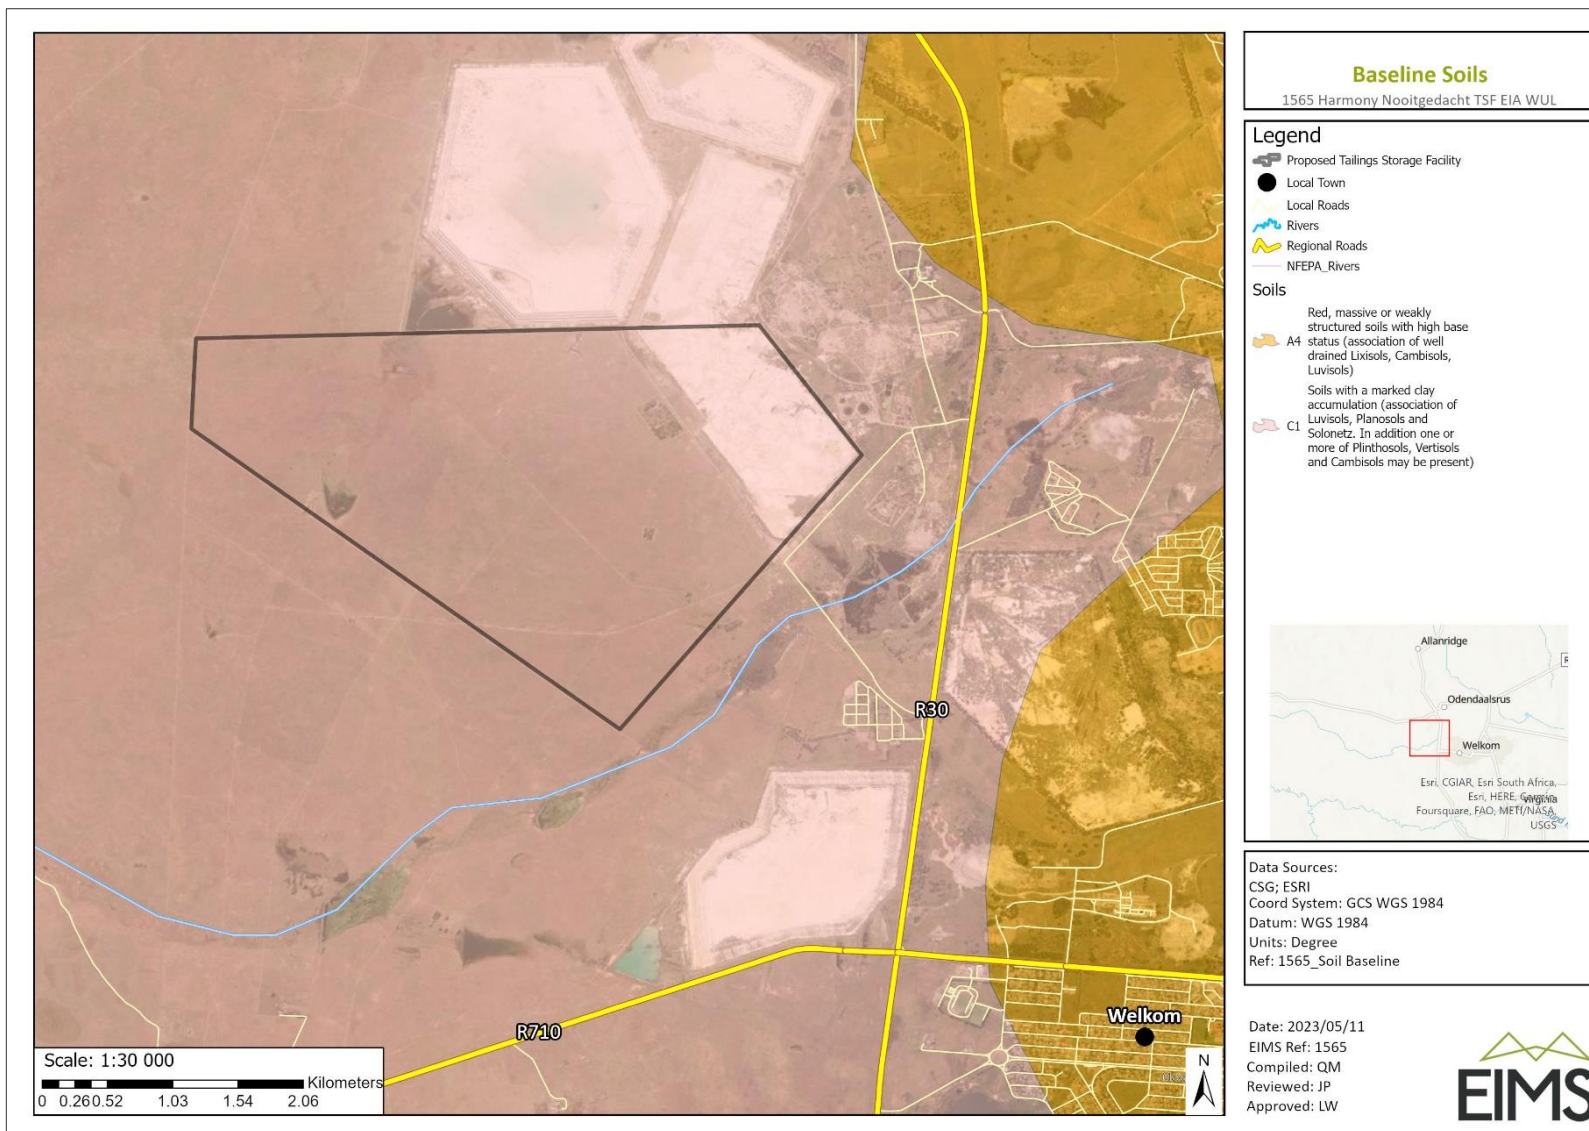 Baseline Soils
1565 Harmony Nooitgedacht TSF EIA WUL
Legend
Proposed Tailings Storage Facility
Local Town
Local Roads
Rivers
Regional Roads
NFEPA_Rivers
Soils
A4
Red, massive or weakly
structured soils with high base
status (association of well
drained Lixisols, Cambisols,
Luvisols)
C1
Soils with a marked clay
accumulation (association of
Luvisols, Planosols and
Solonetz. In addition one or
more of Plinthosols, Vertisols
and Cambisols may be present)
R30
R710
Welkom
Scale: 1:30 000
Kilometers
0 0.26 0.52 1.03 1.54 2.06
N
Allanridge
R
Odendaalsrus
Welkom
Virginia
Esri, CGIAR, Esri South Africa,
Esri, HERE, Garmin,
Foursquare, FAO, METI/NASA,
USGS
Data Sources:
CSG; ESRI
Coord System: GCS WGS 1984
Datum: WGS 1984
Units: Degree
Ref: 1565_Soil Baseline
Date: 2023/05/11
EIMS Ref: 1565
Compiled: QM
Reviewed: JP
Approved: LW
EIMS